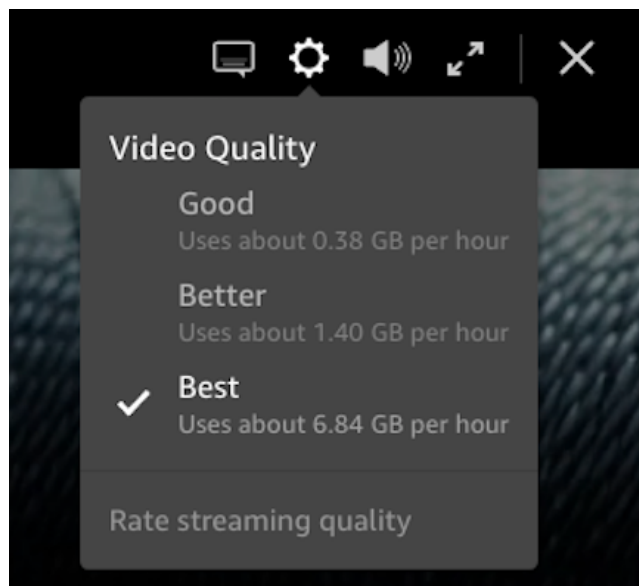 Video Quality
Good
Uses about 0.38 GB per hour
Better
Uses about 1.40 GB per hour
Best
Uses about 6.84 GB per hour
Rate streaming quality